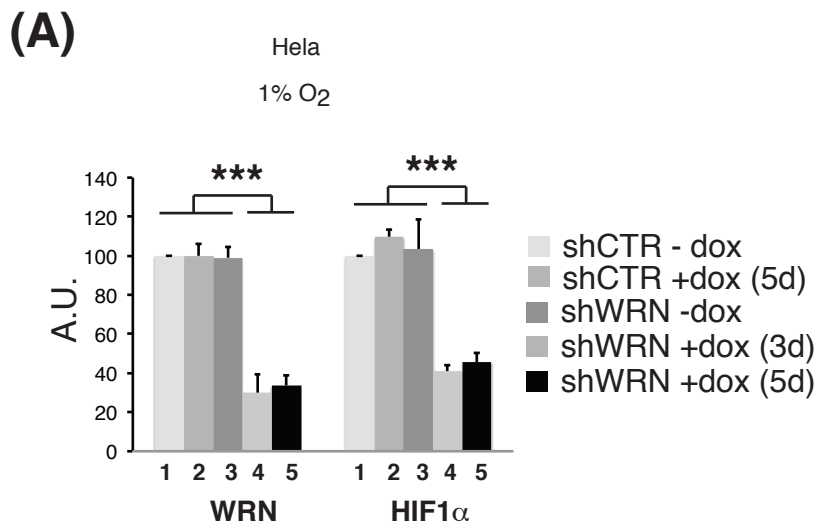 (A)
Hela
1% O2
*** ***
140
120
100
80
60
40
20
0
A.U.
1 2 3 4 5 1 2 3 4 5
WRN HIF1α
shCTR - dox
shCTR +dox (5d)
shWRN -dox
shWRN +dox (3d)
shWRN +dox (5d)